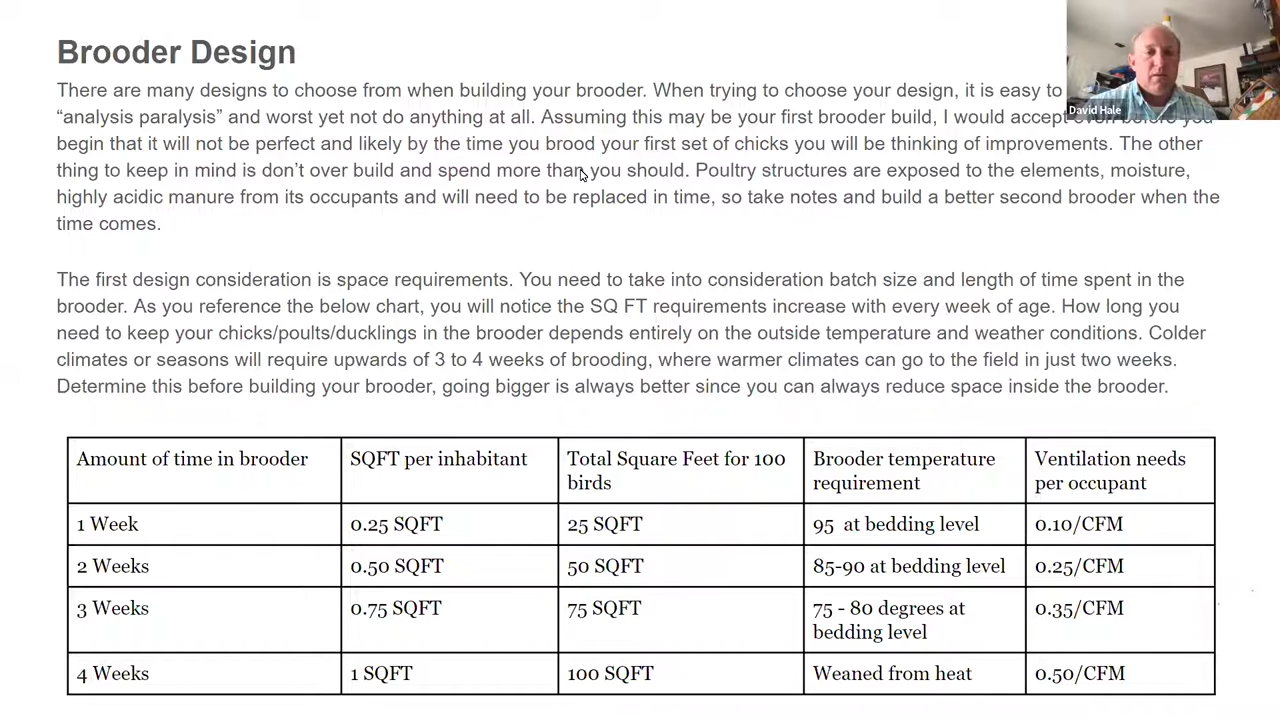 Brooder Design
There are many designs to choose from when building your brooder. When trying to choose your design, it is easy to
“analysis paralysis” and worst yet not do anything at all. Assuming this may be your first brooder build, I would accept even before you
begin that it will not be perfect and likely by the time you brood your first set of chicks you will be thinking of improvements. The other
thing to keep in mind is don’t over build and spend more than you should. Poultry structures are exposed to the elements, moisture,
highly acidic manure from its occupants and will need to be replaced in time, so take notes and build a better second brooder when the
time comes.
The first design consideration is space requirements. You need to take into consideration batch size and length of time spent in the
brooder. As you reference the below chart, you will notice the SQ FT requirements increase with every week of age. How long you
need to keep your chicks/poults/ducklings in the brooder depends entirely on the outside temperature and weather conditions. Colder
climates or seasons will require upwards of 3 to 4 weeks of brooding, where warmer climates can go to the field in just two weeks.
Determine this before building your brooder, going bigger is always better since you can always reduce space inside the brooder.
Amount of time in brooder SQFT per inhabitant Total Square Feet for 100 Brooder temperature Ventilation needs
birds requirement per occupant
1 Week 0.25 SQFT 25 SQFT 95 at bedding level 0.10/CFM
2 Weeks 0.50 SQFT 50 SQFT 85-90 at bedding level 0.25/CFM
3 Weeks 0.75 SQFT 75 SQFT 75 - 80 degrees at 0.35/CFM
bedding level
4 Weeks 1 SQFT 100 SQFT Weaned from heat 0.50/CFM
David Hale